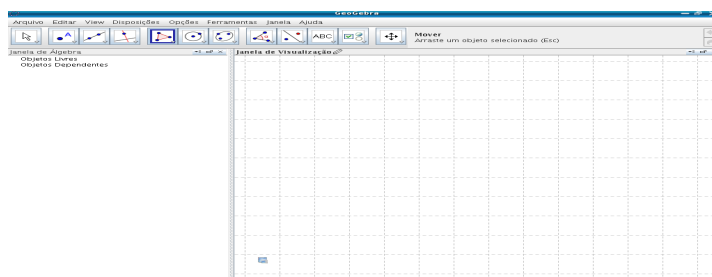 GeoGebra
Arquivo Editar View Disposições Opções Ferramentas Janela Ajuda
A ABC Mover
Arraste um objeto selecionado (Esc)
Janela de Álgebra Janela de Visualização
Objetos Livres
Objetos Dependentes